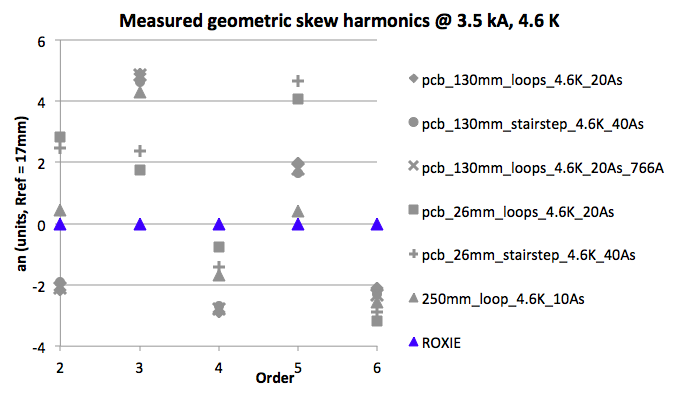 Measured geometric skew harmonics @ 3.5 kA, 4.6 K
an (units, Rref = 17mm)
6
4
2
0
-2
-4
2 3 4 5 6
Order
pcb_130mm_loops_4.6K_20As
pcb_130mm_stairstep_4.6K_40As
pcb_130mm_loops_4.6K_20As_766A
pcb_26mm_loops_4.6K_20As
pcb_26mm_stairstep_4.6K_40As
250mm_loop_4.6K_10As
ROXIE